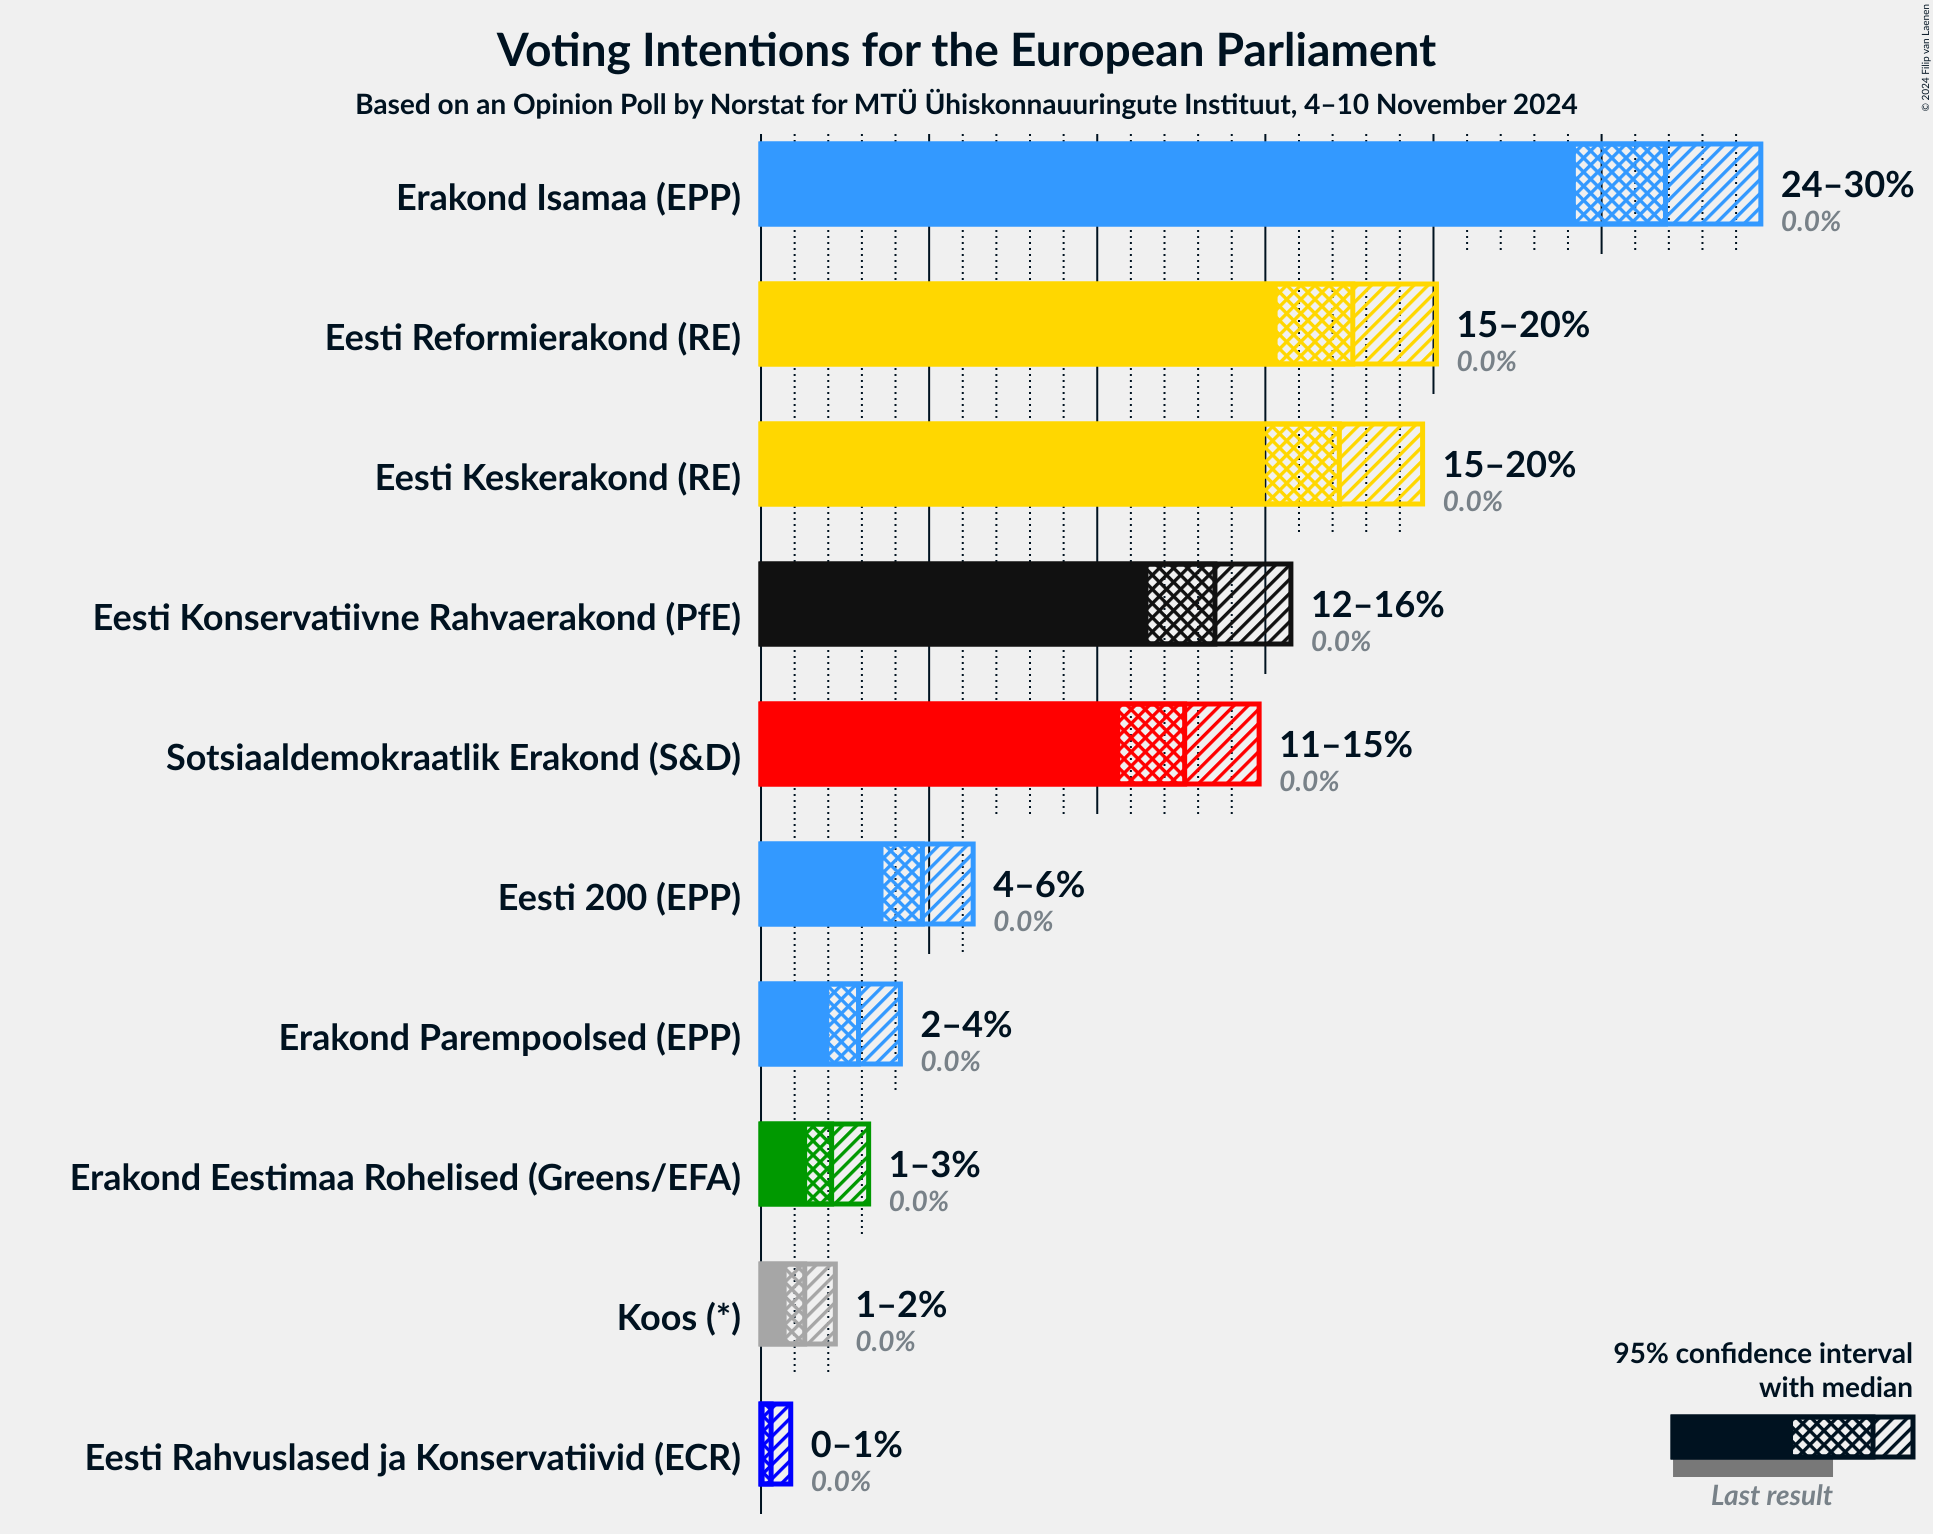 Voting Intentions for the European Parliament
Based on an Opinion Poll by Norstat for MTÜ Ühiskonnauuringute Instituut, 4–10 November 2024
© 2024 Filip van Laenen
Erakond Isamaa (EPP)
24–30%
0.0%
Eesti Reformierakond (RE)
15–20%
0.0%
Eesti Keskerakond (RE)
15–20%
0.0%
Eesti Konservatiivne Rahvaerakond (PfE)
12–16%
0.0%
Sotsiaaldemokraatlik Erakond (S&D)
11–15%
0.0%
Eesti 200 (EPP)
4–6%
0.0%
Erakond Parempoolsed (EPP)
2–4%
0.0%
Erakond Eestimaa Rohelised (Greens/EFA)
1–3%
0.0%
Koos (*)
1–2%
0.0%
Eesti Rahvuslased ja Konservatiivid (ECR)
0–1%
0.0%
95% confidence interval
with median
Last result